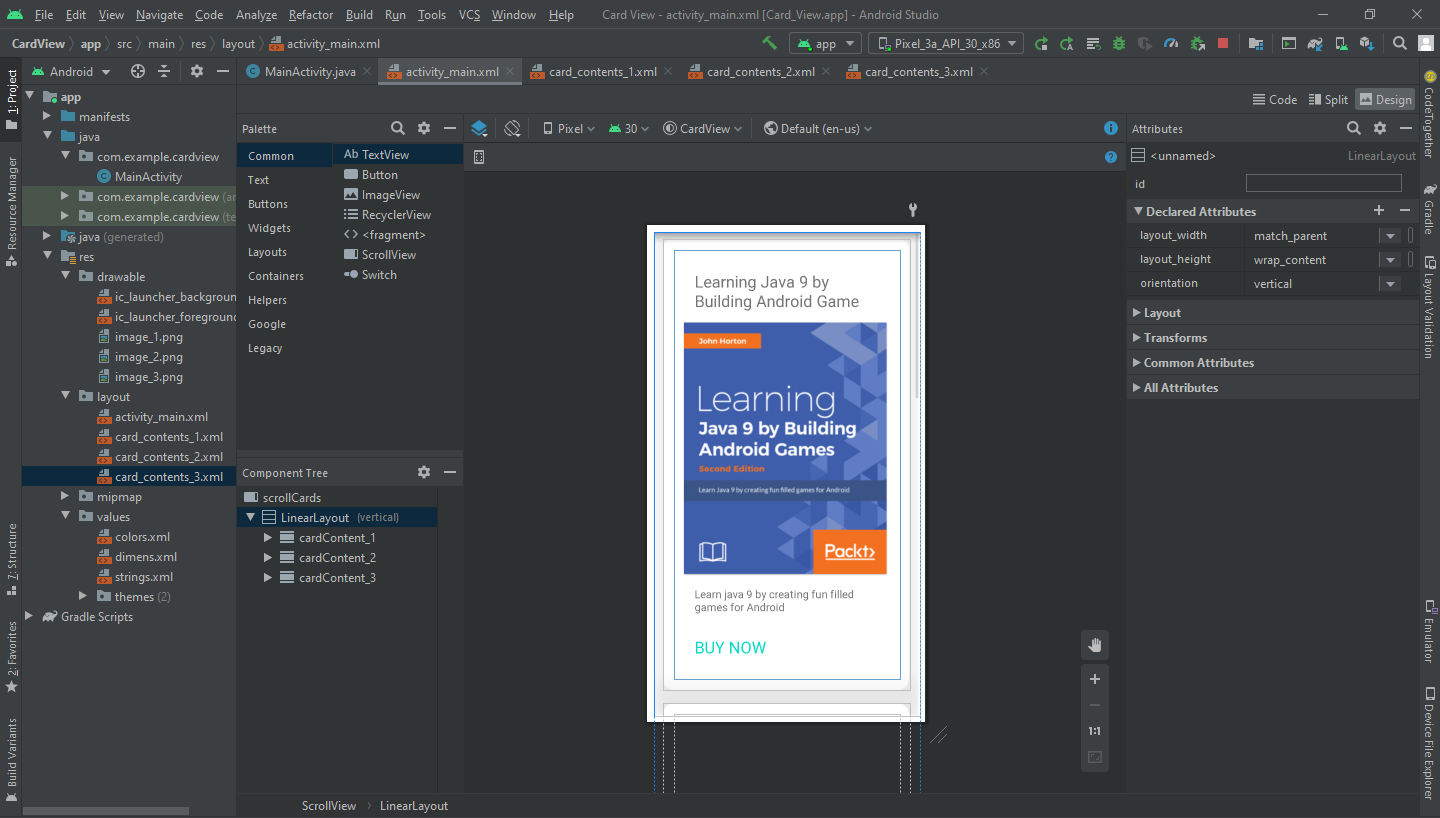 File Edit View Navigate Code Analyze Refactor Build Run Tools VCS Window Help Card View - activity_main.xml [Card_View.app] - Android Studio
CardView app src main res layout activity_main.xml app Pixel_3a_API_30_x86
1: Project
Resource Manager
7: Structure
2: Favorites
Build Variants
Android
app
manifests
java
com.example.cardview
MainActivity
com.example.cardview (ar
com.example.cardview (te
java (generated)
res
drawable
ic_launcher_backgroun
ic_launcher_foreground
image_1.png
image_2.png
image_3.png
layout
activity_main.xml
card_contents_1.xml
card_contents_2.xml
card_contents_3.xml
mipmap
values
colors.xml
dimens.xml
strings.xml
themes (2)
Gradle Scripts
MainActivity.java activity_main.xml card_contents_1.xml card_contents_2.xml card_contents_3.xml
Code Split Design
Palette
Common
Text
Buttons
Widgets
Layouts
Containers
Helpers
Google
Legacy
Ab TextView
Button
ImageView
RecyclerView
<fragment>
ScrollView
Switch
Component Tree
scrollCards
LinearLayout (vertical)
cardContent_1
cardContent_2
cardContent_3
Pixel 30 CardView Default (en-us)
Learning Java 9 by
Building Android Game
John Horton
Learning
Java 9 by Building
Android Games
Second Edition
Learn Java 9 by creating fun filled games for Android
Packt>
Learn java 9 by creating fun filled
games for Android
BUY NOW
1:1
ScrollView LinearLayout
Attributes
<unnamed> LinearLayout
id
Declared Attributes
layout_width match_parent
layout_height wrap_content
orientation vertical
Layout
Transforms
Common Attributes
All Attributes
CodeTogether
Gradle
Layout Validation
Emulator
Device File Explorer